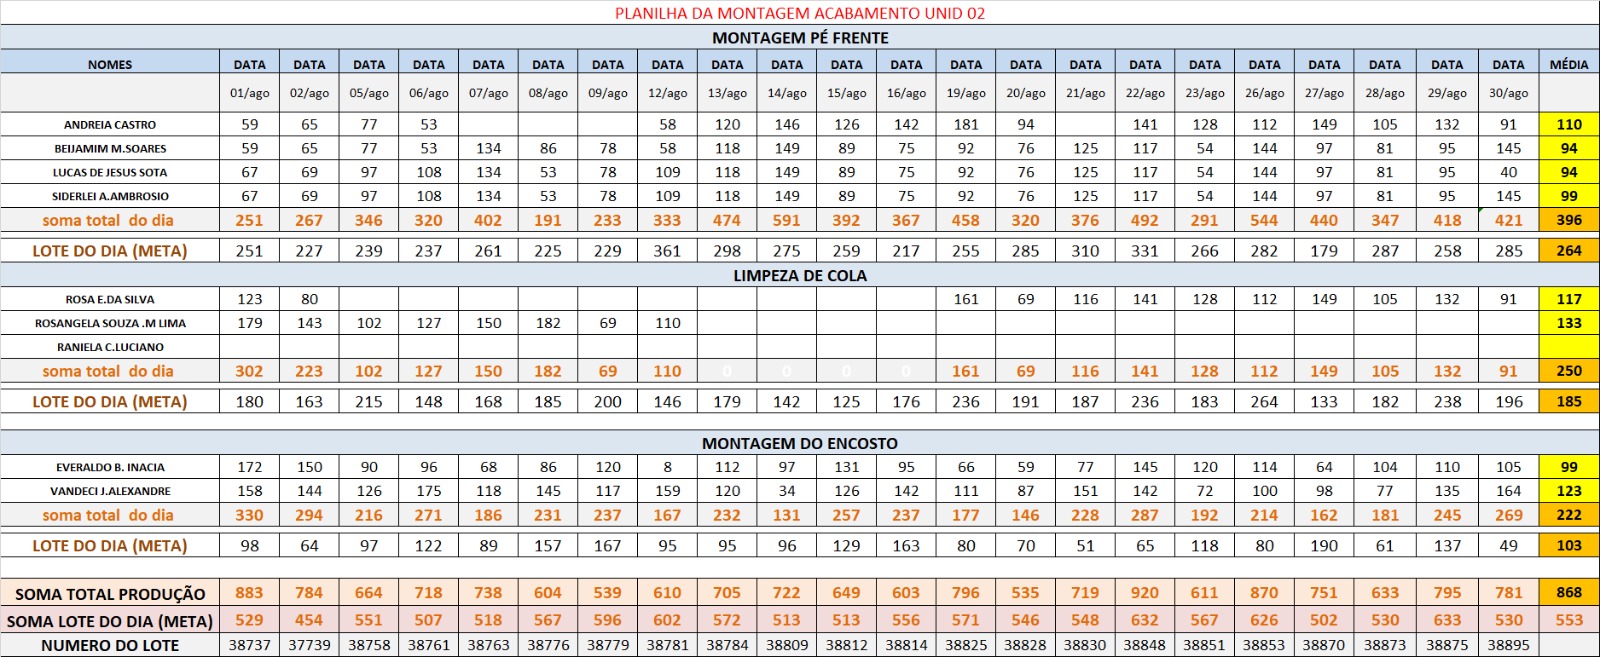 PLANILHA DA MONTAGEM ACABAMENTO UNID 02
MONTAGEM PÉ FRENTE
NOMES DATA DATA DATA DATA DATA DATA DATA DATA DATA DATA DATA DATA DATA DATA DATA DATA DATA DATA DATA DATA DATA DATA MÉDIA
01/ago 02/ago 05/ago 06/ago 07/ago 08/ago 09/ago 12/ago 13/ago 14/ago 15/ago 16/ago 19/ago 20/ago 21/ago 22/ago 23/ago 26/ago 27/ago 28/ago 29/ago 30/ago
ANDREIA CASTRO 59 65 77 53 58 120 146 126 142 181 94 141 128 112 149 105 132 91 110
BEIJAMIM M.SOARES 59 65 77 53 134 86 78 58 118 149 89 75 92 76 125 117 54 144 97 81 95 145 94
LUCAS DE JESUS SOTA 67 69 97 108 134 53 78 109 118 149 89 75 92 76 125 117 54 144 97 81 95 40 94
SIDERLEI A.AMBROSIO 67 69 97 108 134 53 78 109 118 149 89 75 92 76 125 117 54 144 97 81 95 145 99
soma total do dia 251 267 346 320 402 191 233 333 474 591 392 367 458 320 376 492 291 544 440 347 418 421 396
LOTE DO DIA (META) 251 227 239 237 261 225 229 361 298 275 259 217 255 285 310 331 266 282 179 287 258 285 264
LIMPEZA DE COLA
ROSA E.DA SILVA 123 80 161 69 116 141 128 112 149 105 132 91 117
ROSANGELA SOUZA .M LIMA 179 143 102 127 150 182 69 110 133
RANIELA C.LUCIANO
soma total do dia 302 223 102 127 150 182 69 110 0 0 0 0 161 69 116 141 128 112 149 105 132 91 250
LOTE DO DIA (META) 180 163 215 148 168 185 200 146 179 142 125 176 236 191 187 236 183 264 133 182 238 196 185
MONTAGEM DO ENCOSTO
EVERALDO B. INACIA 172 150 90 96 68 86 120 8 112 97 131 95 66 59 77 145 120 114 64 104 110 105 99
VANDECI J.ALEXANDRE 158 144 126 175 118 145 117 159 120 34 126 142 111 87 151 142 72 100 98 77 135 164 123
soma total do dia 330 294 216 271 186 231 237 167 232 131 257 237 177 146 228 287 192 214 162 181 245 269 222
LOTE DO DIA (META) 98 64 97 122 89 157 167 95 95 96 129 163 80 70 51 65 118 80 190 61 137 49 103
SOMA TOTAL PRODUÇÃO 883 784 664 718 738 604 539 610 705 722 649 603 796 535 719 920 611 870 751 633 795 781 868
SOMA LOTE DO DIA (META) 529 454 551 507 518 567 596 602 572 513 513 556 571 546 548 632 567 626 502 530 633 530 553
NUMERO DO LOTE 38737 37739 38758 38761 38763 38776 38779 38781 38784 38809 38812 38814 38825 38828 38830 38848 38851 38853 38870 38873 38875 38895